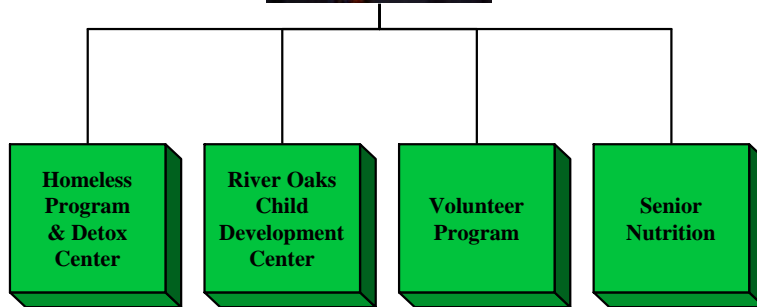 Homeless
Program
& Detox
Center
River Oaks
Child
Development
Center
Volunteer
Program
Senior
Nutrition